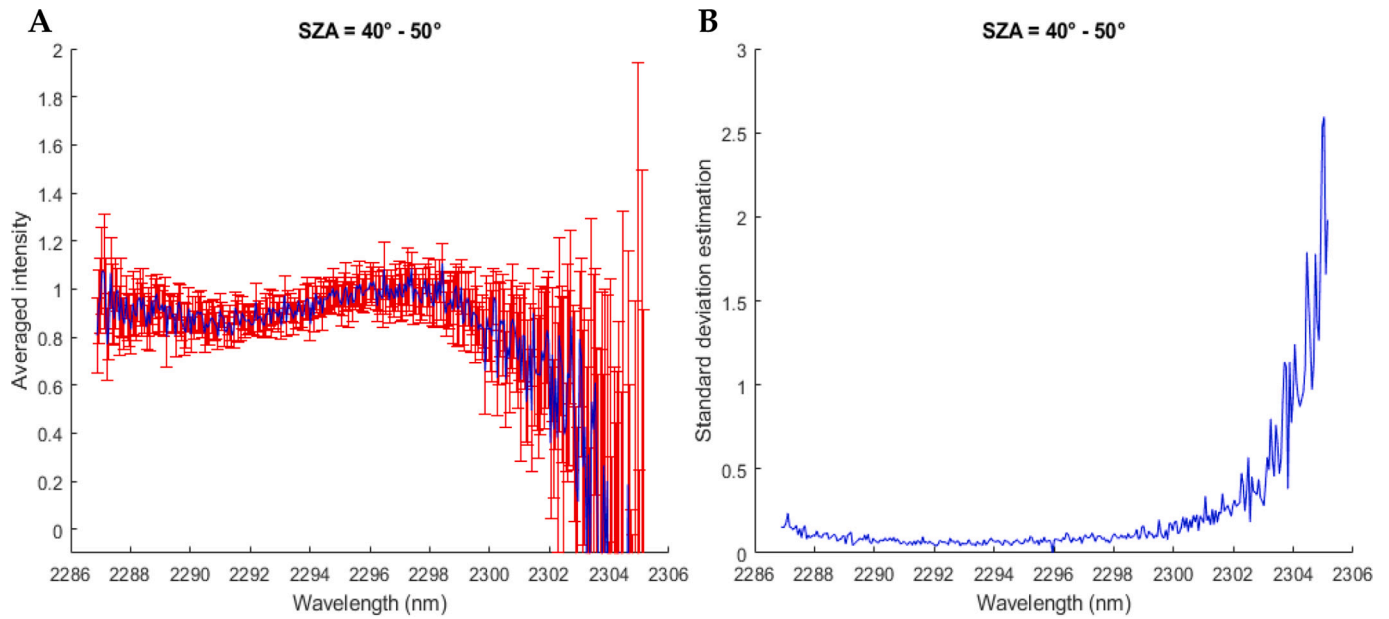 A
SZA = 40° - 50°
2
1.8
1.6
1.4
1.2
1
0.8
0.6
0.4
0.2
0
Averaged intensity
2286 2288 2290 2292 2294 2296 2298 2300 2302 2304 2306
Wavelength (nm)
B
SZA = 40° - 50°
3
2.5
2
1.5
1
0.5
0
Standard deviation estimation
2286 2288 2290 2292 2294 2296 2298 2300 2302 2304 2306
Wavelength (nm)